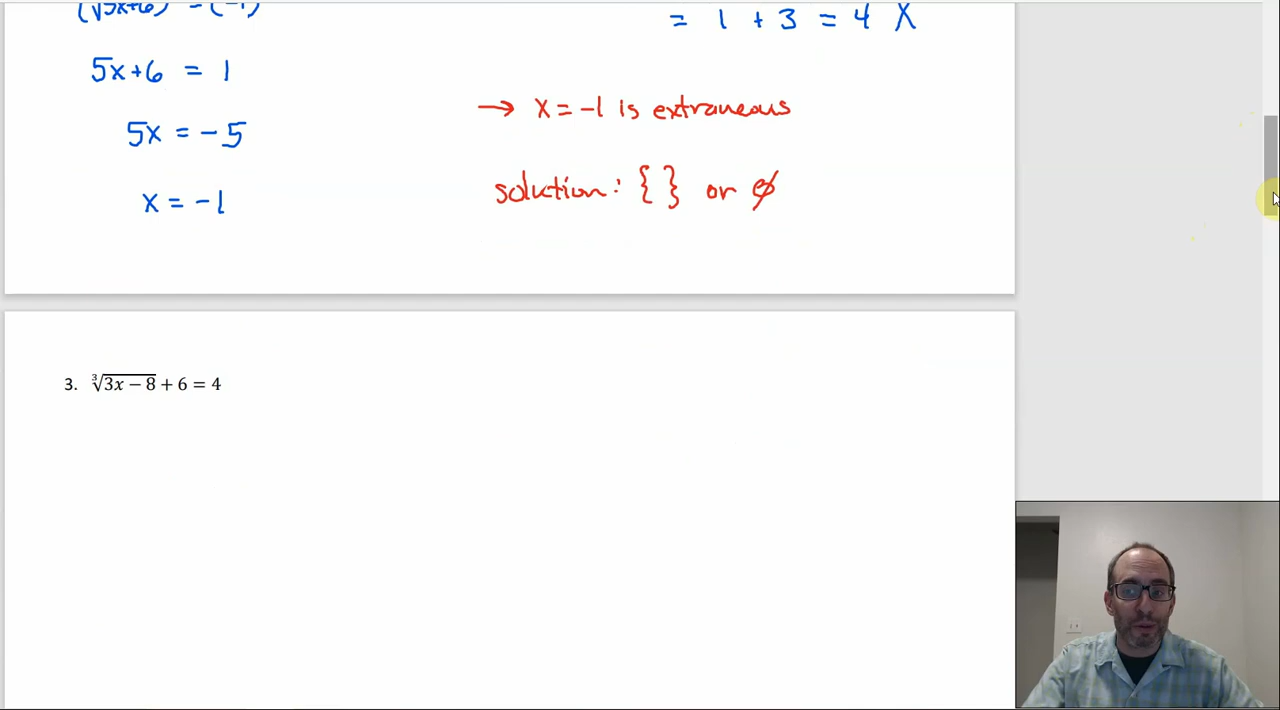 = 1 + 3 = 4 X
5x+6 = 1
→ x = -1 is extraneous
5x = -5
solution: { } or ∅
x = -1
3. ∛(3x − 8) + 6 = 4